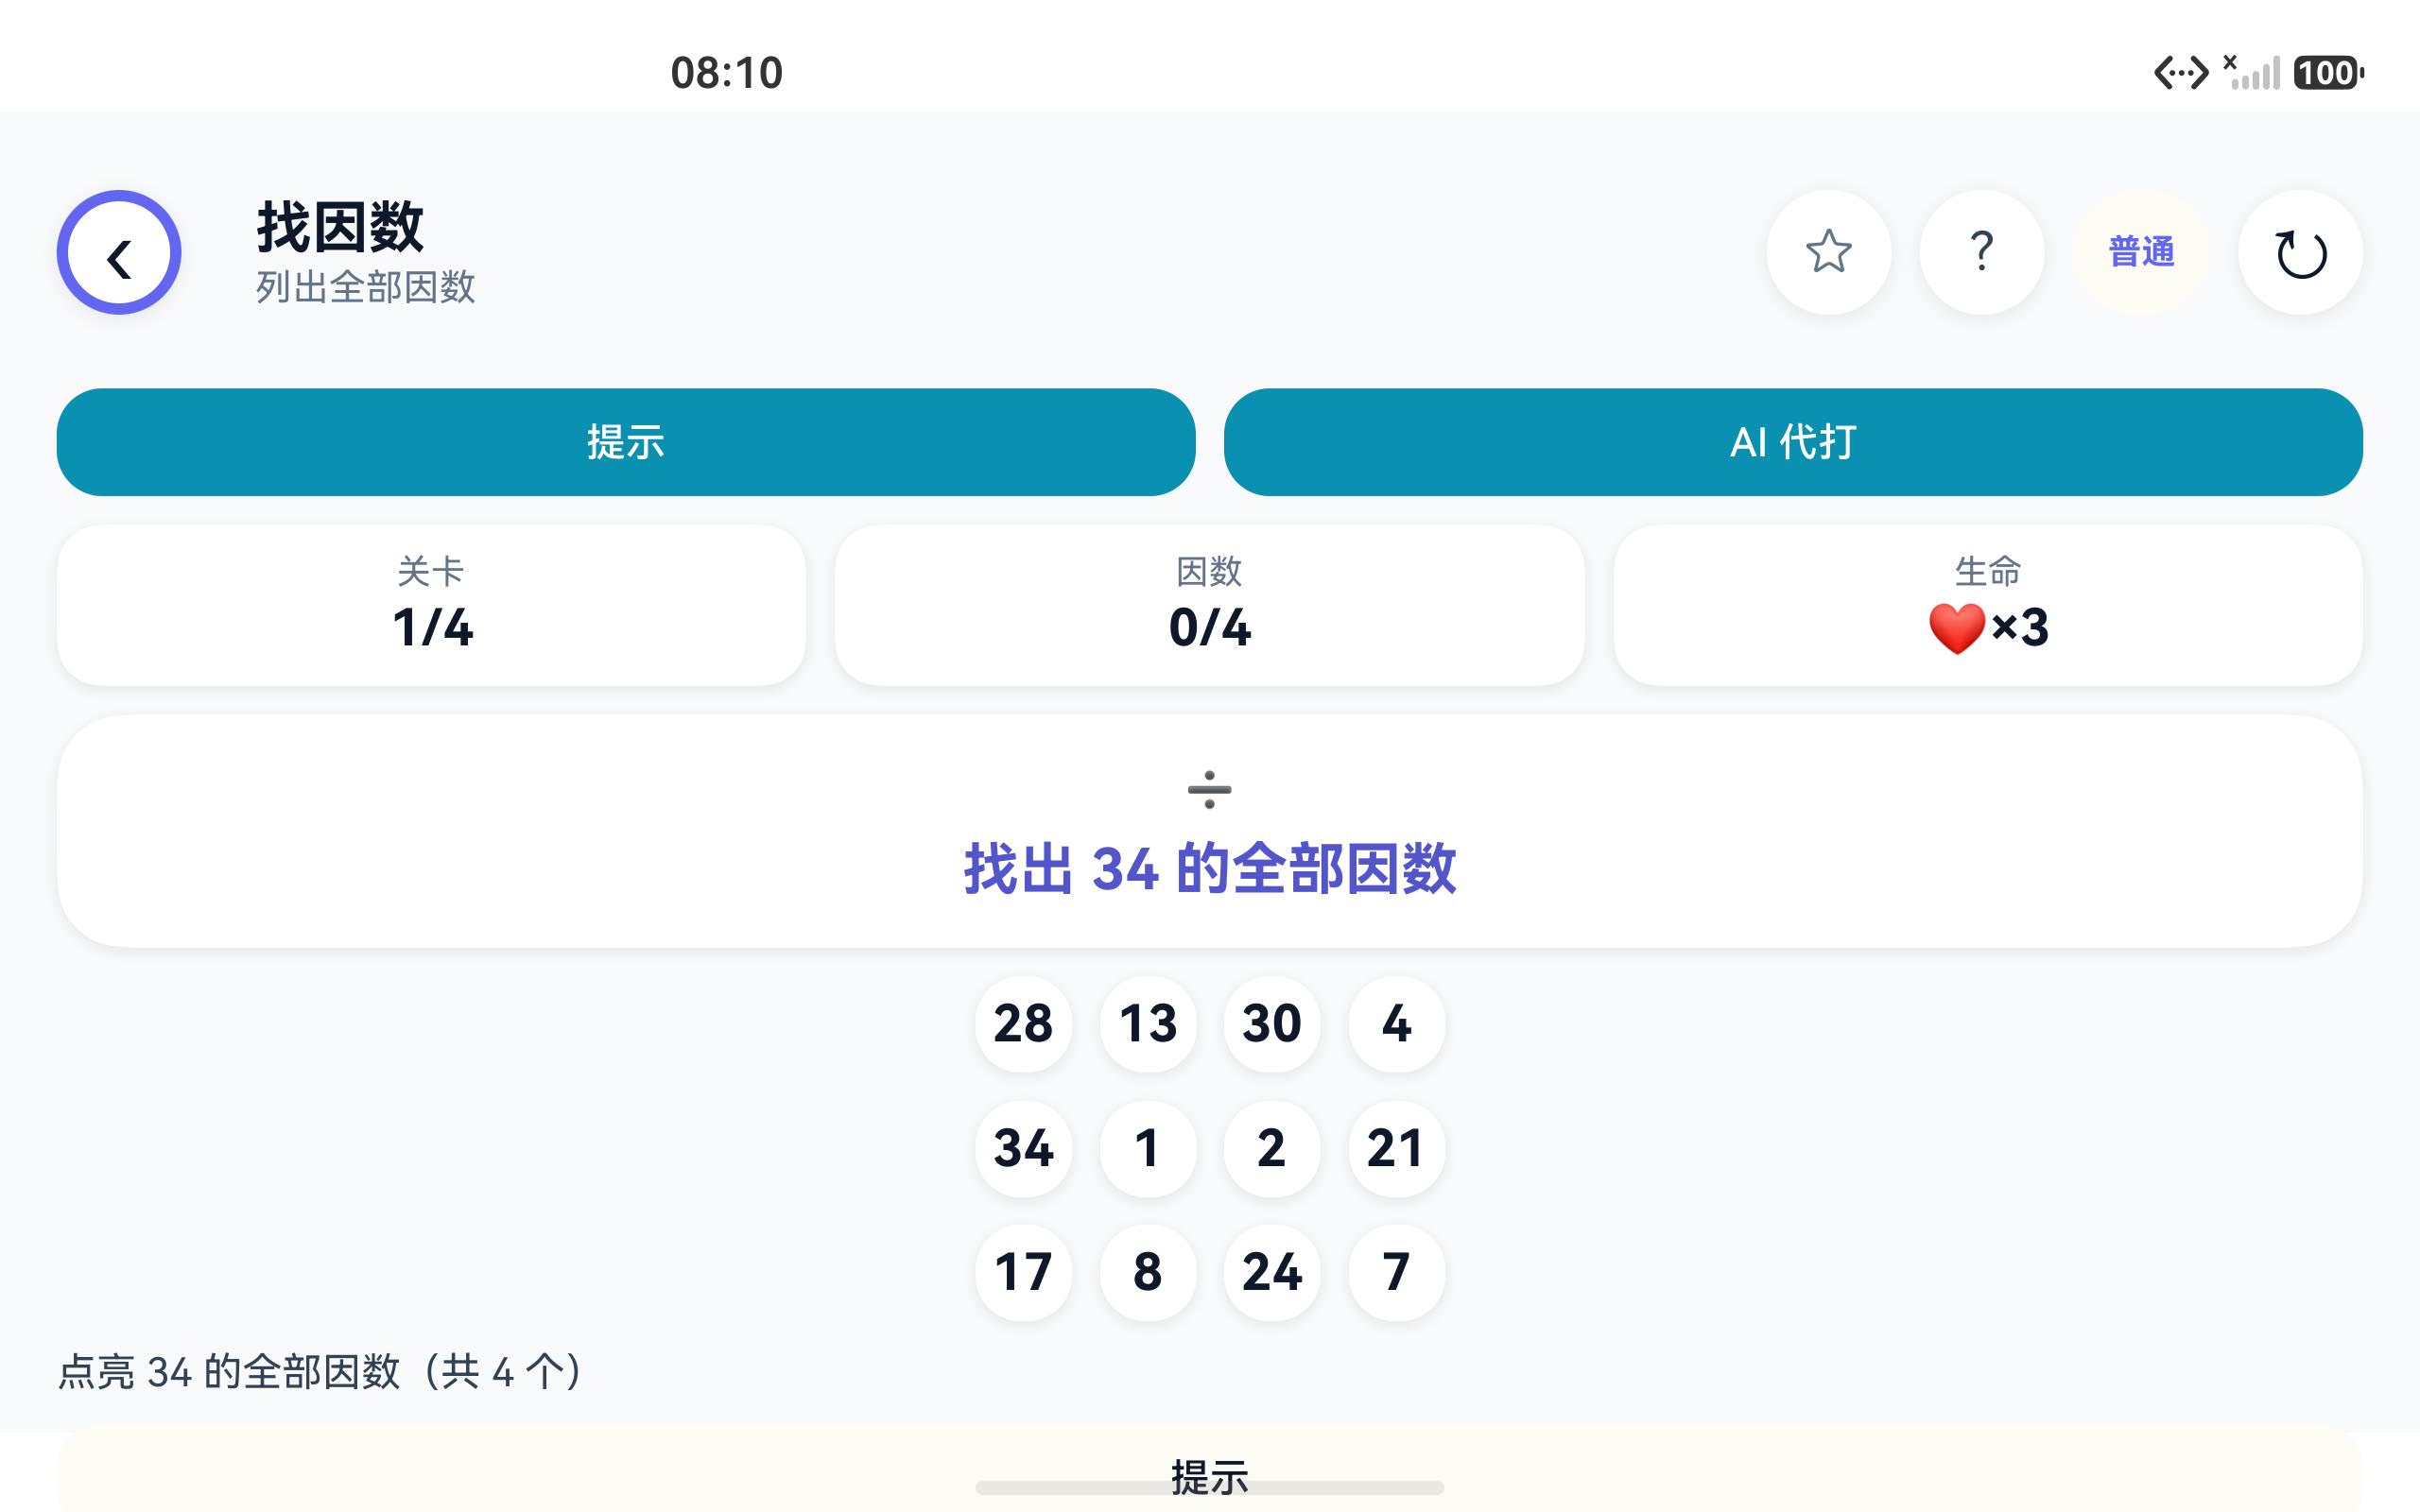 08:10
100
找因数
列出全部因数
?
普通
提示
AI 代打
关卡
1/4
因数
0/4
生命
❤️×3
÷
找出 34 的全部因数
28 13 30 4
34 1 2 21
17 8 24 7
点亮 34 的全部因数（共 4 个）
提示